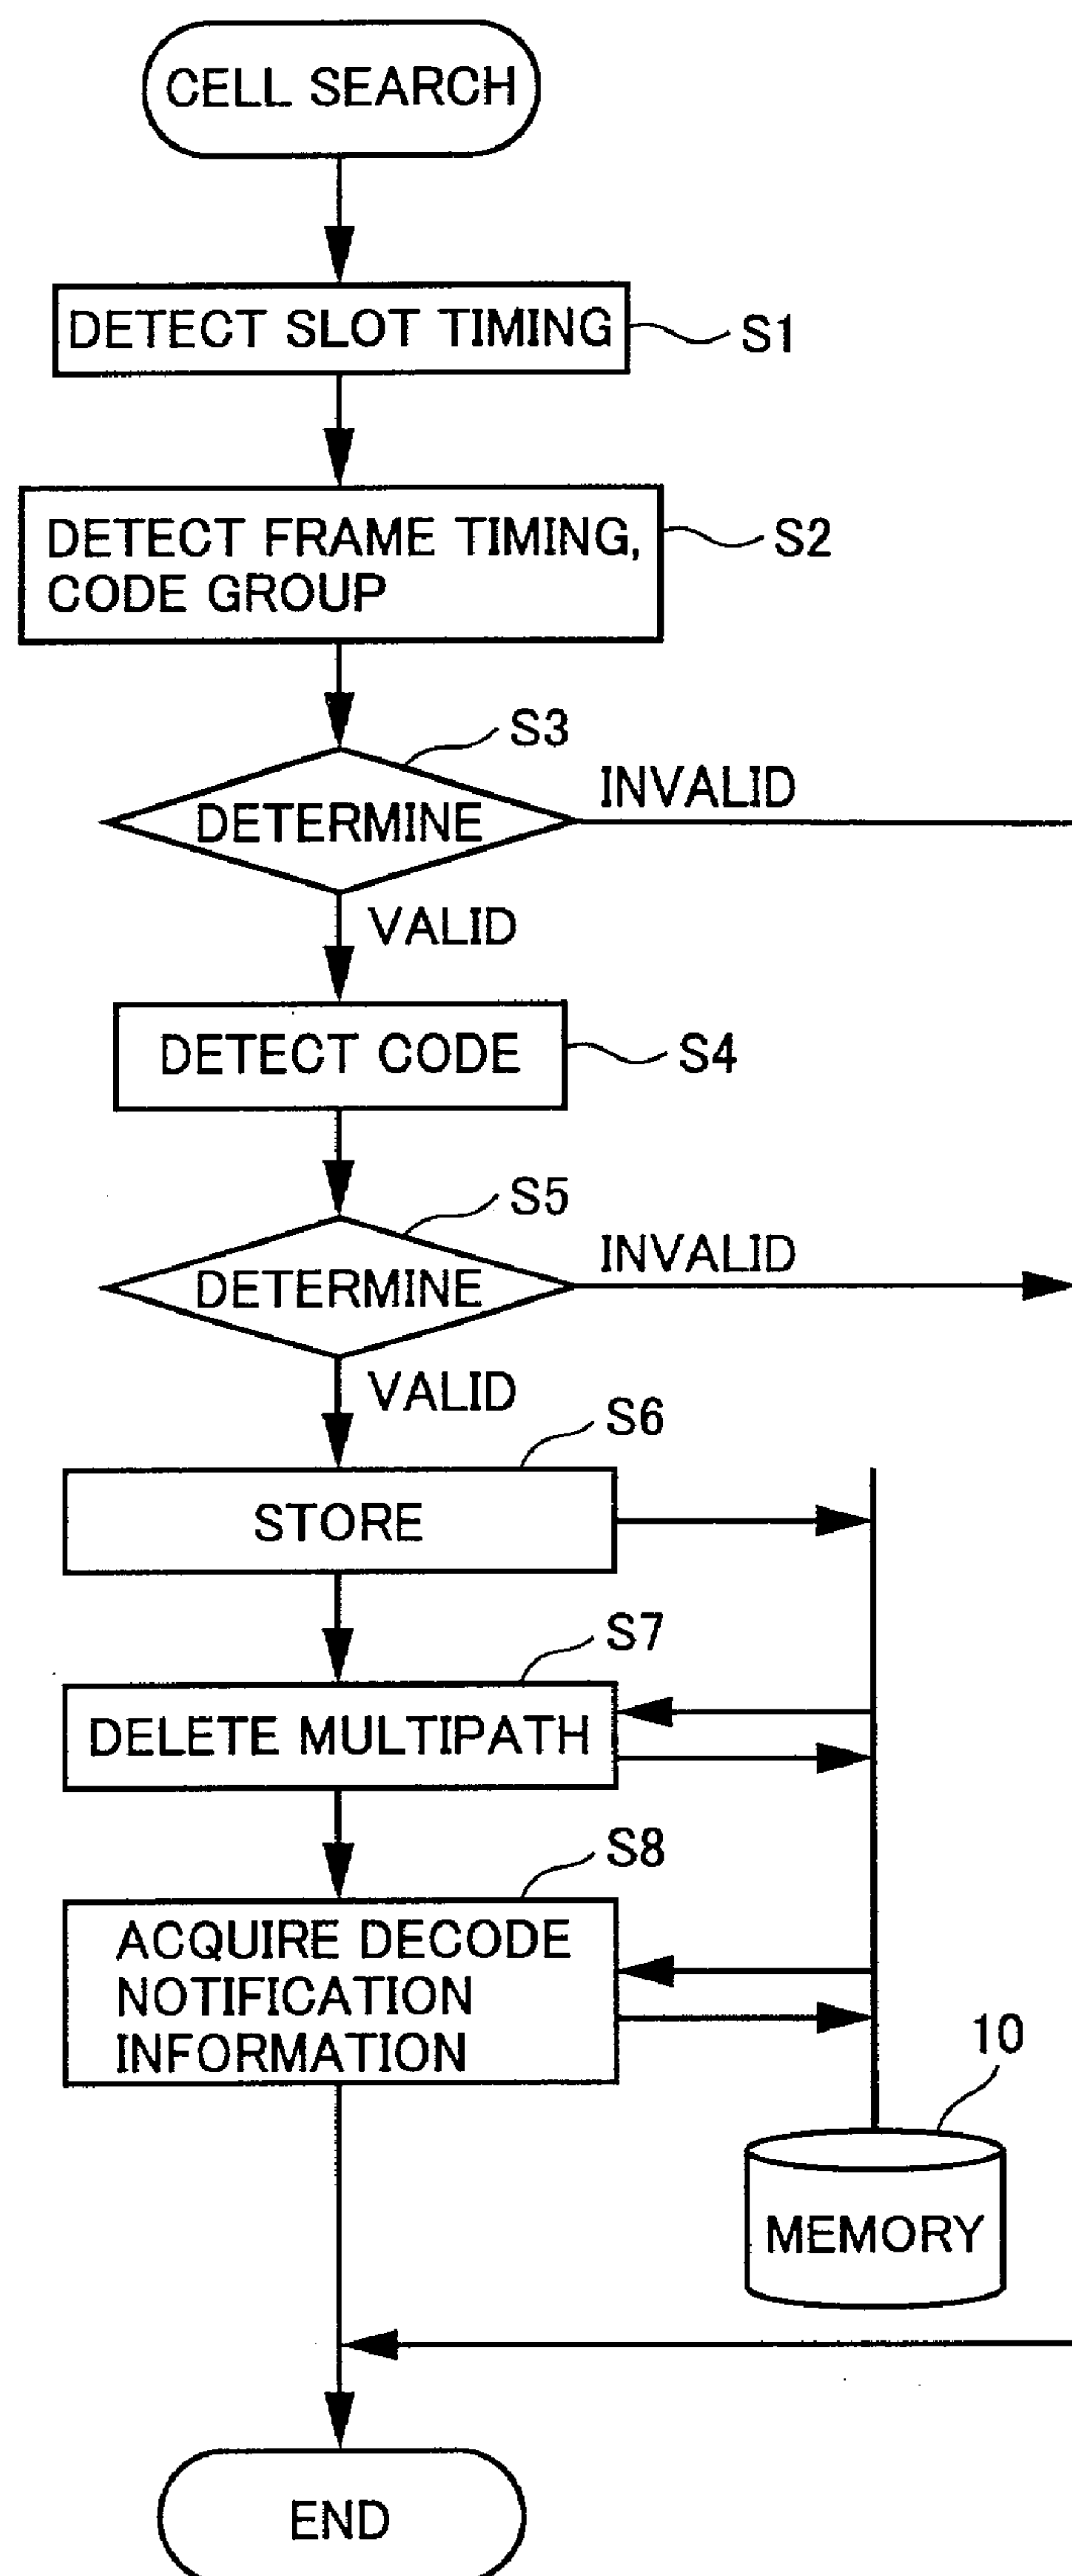 CELL SEARCH
DETECT SLOT TIMING
S1
DETECT FRAME TIMING,
CODE GROUP
S2
S3
DETERMINE
INVALID
VALID
DETECT CODE
S4
S5
DETERMINE
INVALID
VALID
S6
STORE
S7
DELETE MULTIPATH
S8
ACQUIRE DECODE
NOTIFICATION
INFORMATION
10
MEMORY
END